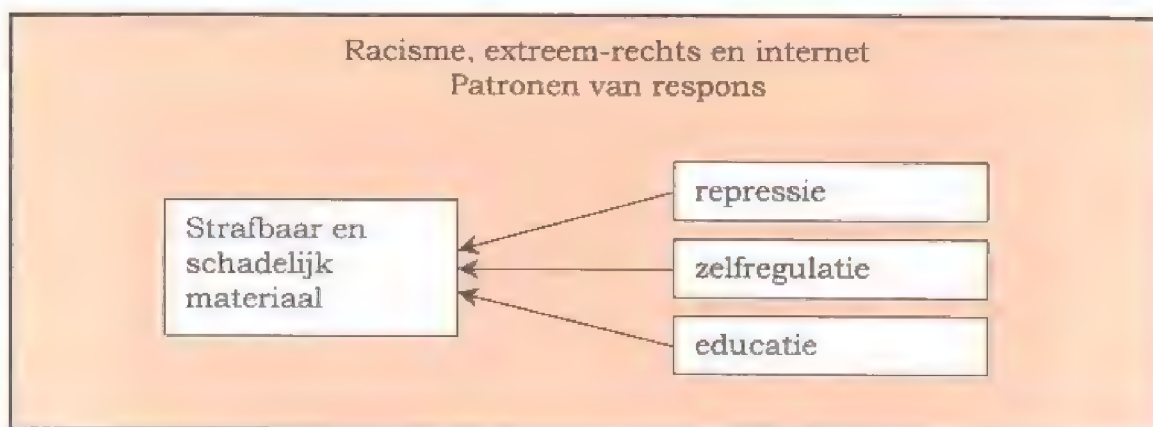 Racisme, extreem-rechts en internet
Patronen van respons
Strafbaar en
schadelijk
materiaal
repressie
zelfregulatie
educatie